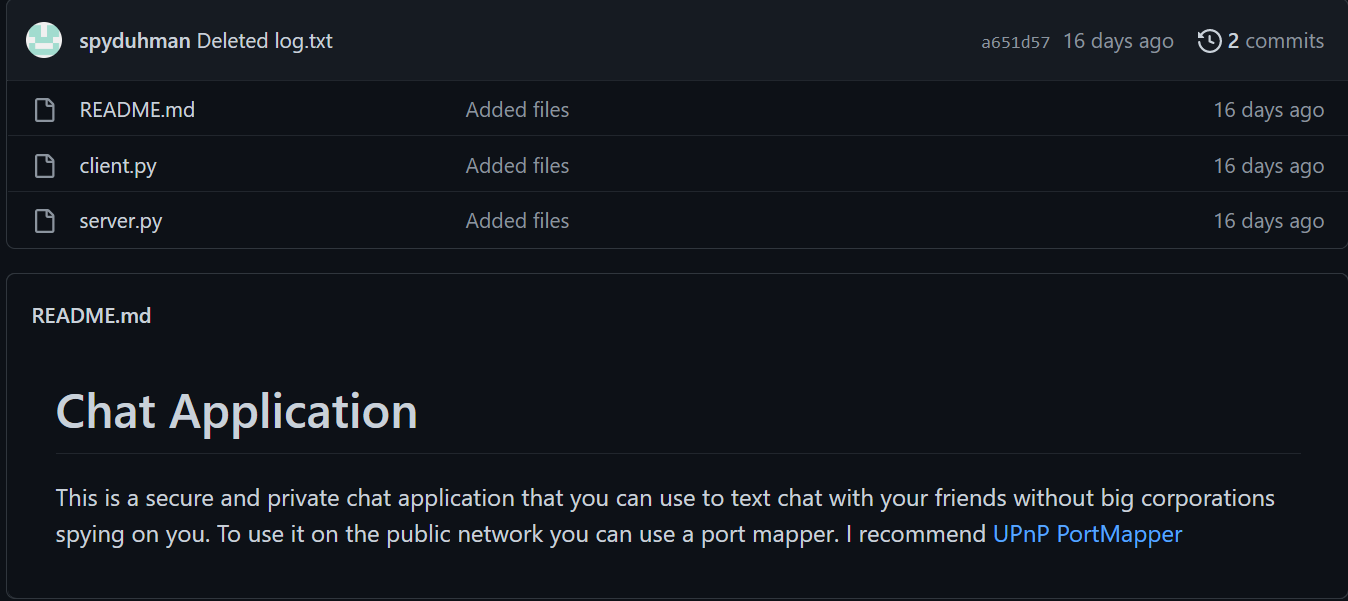 spyduhman Deleted log.txt a651d57 16 days ago 2 commits
README.md Added files 16 days ago
client.py Added files 16 days ago
server.py Added files 16 days ago
README.md
Chat Application
This is a secure and private chat application that you can use to text chat with your friends without big corporations
spying on you. To use it on the public network you can use a port mapper. I recommend UPnP PortMapper